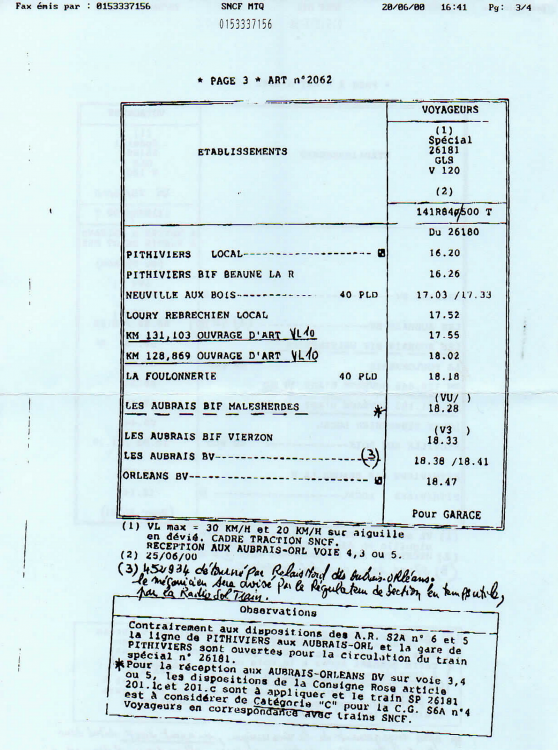 Fax émis par : 0153337156 SNCF MTQ 20/06/00 16:41 Pg: 3/4
0153337156
* PAGE 3 * ART n°2062
ETABLISSEMENTS
VOYAGEURS
(1)
Spécial
26181
GLS
V 120
(2)
141R840/500 T
Du 26180
PITHIVIERS LOCAL 16.20
PITHIVIERS BIF BEAUNE LA R 16.26
NEUVILLE AUX BOIS 40 PLD 17.03 /17.33
LOURY REBRECHIEN LOCAL 17.52
KM 131,103 OUVRAGE D'ART VL10 17.55
KM 128,869 OUVRAGE D'ART VL10 18.02
LA FOULONNERIE 40 PLD 18.18
(VU/ )
LES AUBRAIS BIF MALESHERBES * 18.28
(V3 )
LES AUBRAIS BIF VIERZON 18.33
LES AUBRAIS BV (3) 18.38 /18.41
ORLEANS BV 18.47
Pour GARAGE
(1) VL max = 30 KM/H et 20 KM/H sur aiguille
en dévié. CADRE TRACTION SNCF.
RECEPTION AUX AUBRAIS-ORL VOIE 4,3 ou 5.
(2) 25/06/00
(3) 454934 détourné par Relais Nord des Aubrais-Orléans.
le mécanicien sera avisé par le Régulateur de Section en temps utile,
par la Radio Sol Train.
Observations
Contrairement aux dispositions des A.R. S2A n° 6 et 5
la ligne de PITHIVIERS aux AUBRAIS-ORL et la gare de
PITHIVIERS sont ouvertes pour la circulation du train
spécial n° 26181.
*Pour la réception aux AUBRAIS-ORLEANS BV sur voie 3,4
ou 5, les dispositions de la Consigne Rose article
201.1c et 201.c sont à appliquer et le train SP 26181
est à considérer de Catégorie "C" pour la C.G. S6A n°4
Voyageurs en correspondance avec trains SNCF.